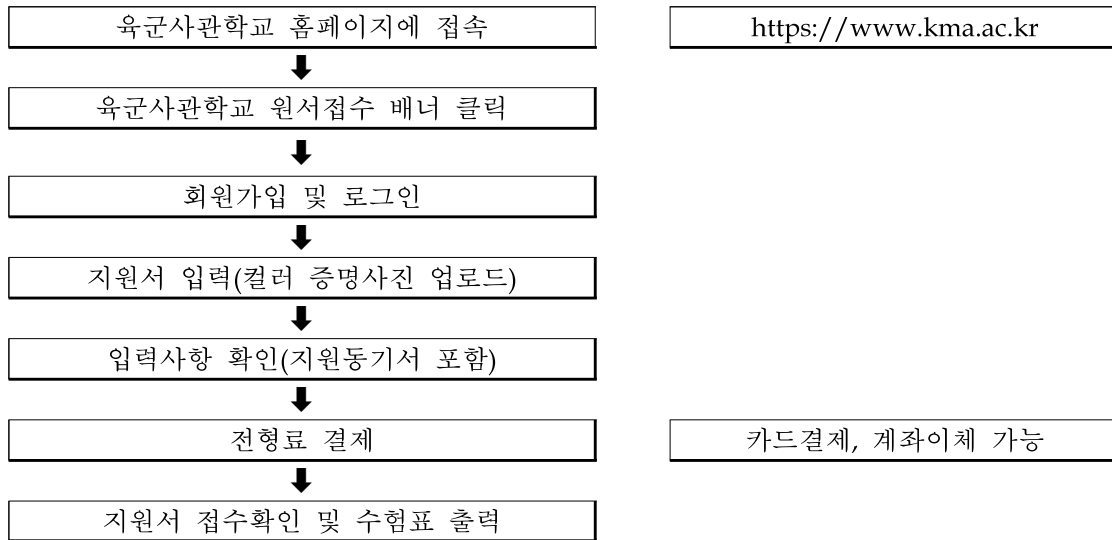 육군사관학교 홈페이지에 접속
https://www.kma.ac.kr
육군사관학교 원서접수 배너 클릭
회원가입 및 로그인
지원서 입력(컬러 증명사진 업로드)
입력사항 확인(지원동기서 포함)
전형료 결제
카드결제, 계좌이체 가능
지원서 접수확인 및 수험표 출력